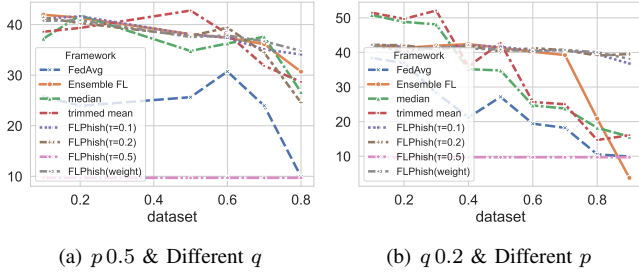 40
30
20
10
Framework
FedAvg
Ensemble FL
median
trimmed mean
FLPhish(τ=0.1)
FLPhish(τ=0.2)
FLPhish(τ=0.5)
FLPhish(weight)
0.2 0.4 0.6 0.8
dataset
(a) p 0.5 & Different q
50
40
30
20
10
Framework
FedAvg
Ensemble FL
median
trimmed mean
FLPhish(τ=0.1)
FLPhish(τ=0.2)
FLPhish(τ=0.5)
FLPhish(weight)
0.2 0.4 0.6 0.8
dataset
(b) q 0.2 & Different p